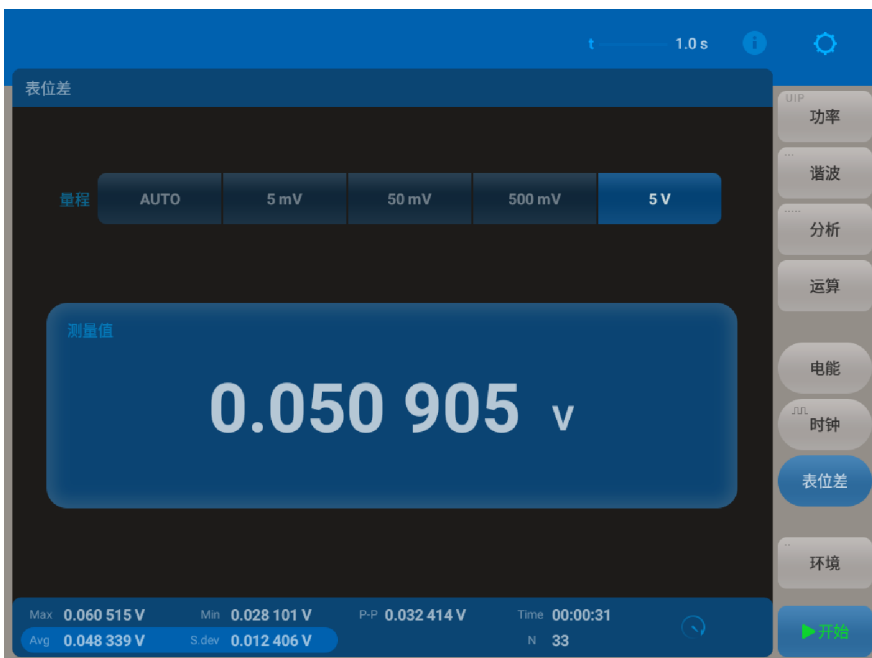 t 1.0 s i
表位差
UIP
功率
谐波
分析
运算
量程 AUTO 5 mV 50 mV 500 mV 5 V
测量值
0.050 905 V
电能
时钟
表位差
环境
Max 0.060 515 V Min 0.028 101 V P-P 0.032 414 V Time 00:00:31
Avg 0.048 339 V S.dev 0.012 406 V N 33
开始